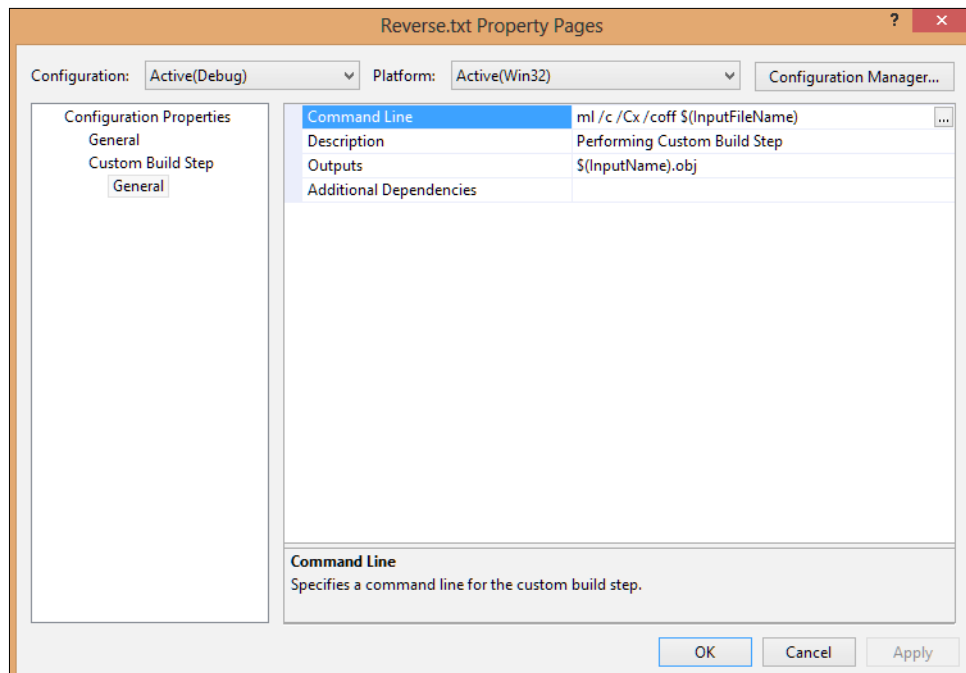 Reverse.txt Property Pages ? ×
Configuration: Active(Debug) Platform: Active(Win32) Configuration Manager...
Configuration Properties
General
Custom Build Step
General
Command Line ml /c /Cx /coff $(InputFileName) ...
Description Performing Custom Build Step
Outputs $(InputName).obj
Additional Dependencies
Command Line
Specifies a command line for the custom build step.
OK Cancel Apply